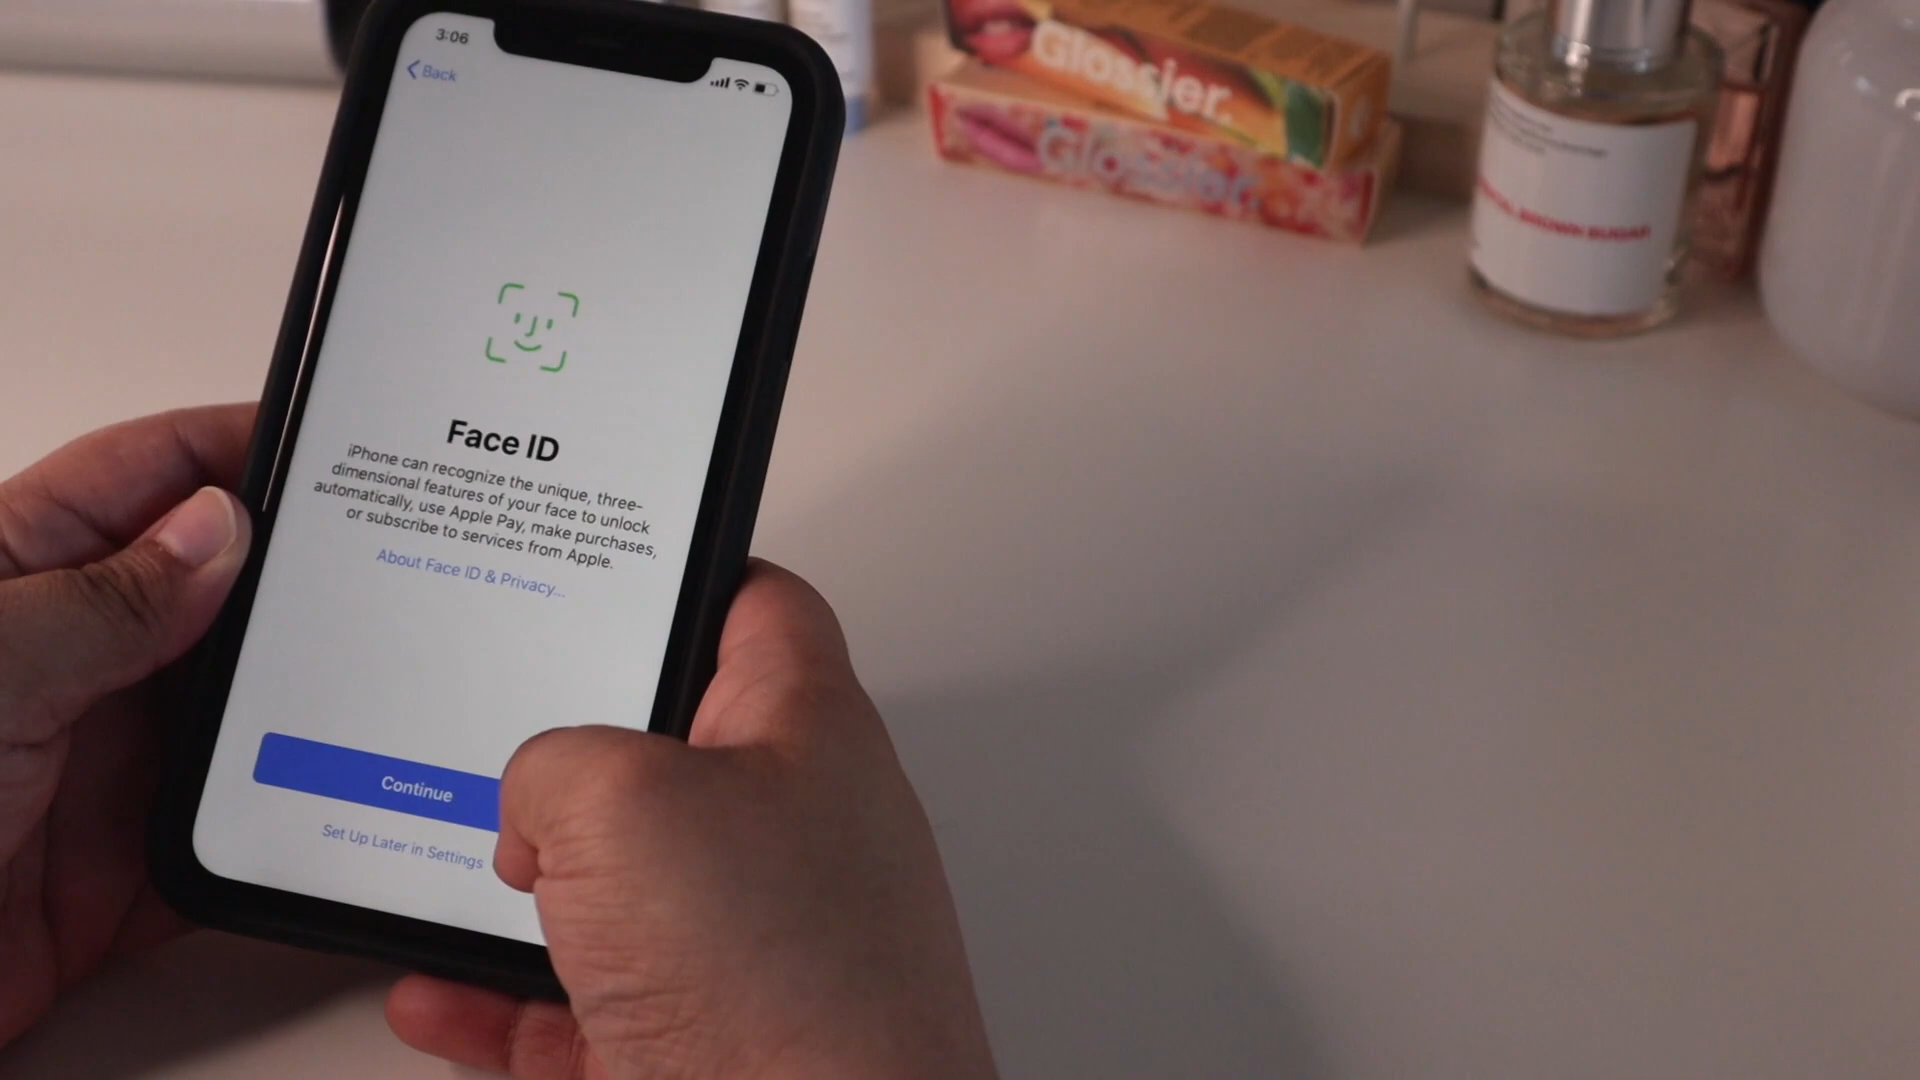 3:06
Back
Face ID
iPhone can recognize the unique, three-
dimensional features of your face to unlock
automatically, use Apple Pay, make purchases,
or subscribe to services from Apple.
About Face ID & Privacy...
Continue
Set Up Later in Settings
Glossier.
Glossier.
BROWN SUGAR